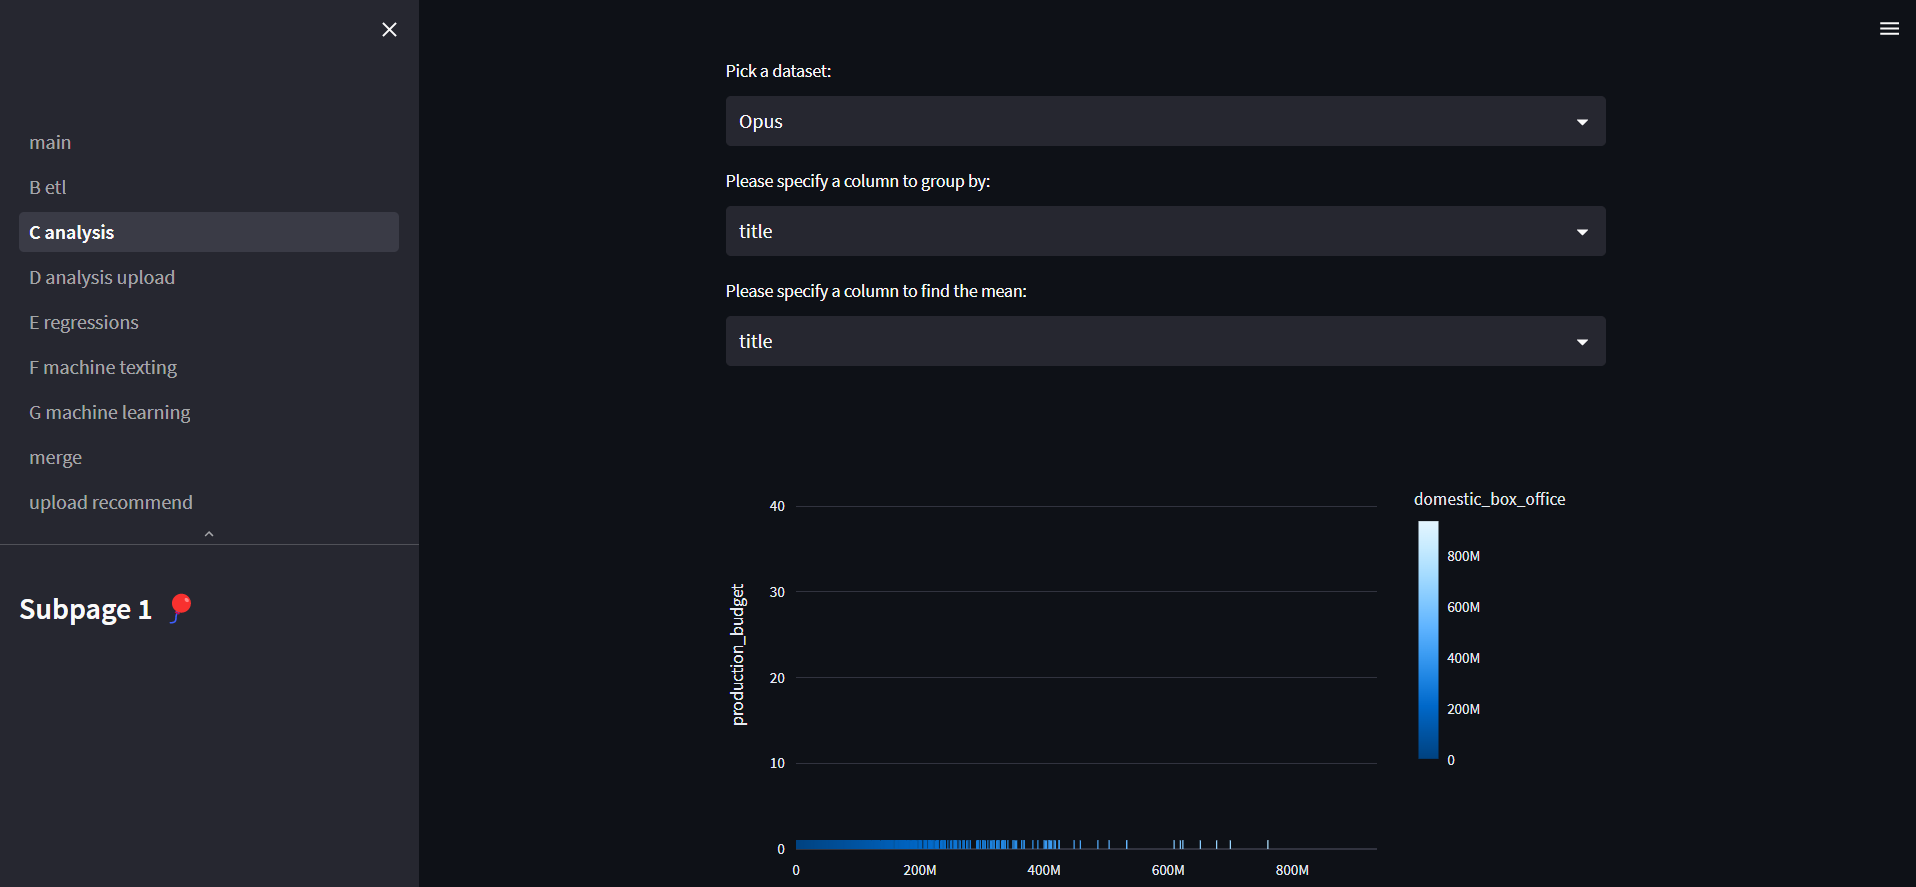 main
B etl
C analysis
D analysis upload
E regressions
F machine texting
G machine learning
merge
upload recommend
Subpage 1
Pick a dataset:
Opus
Please specify a column to group by:
title
Please specify a column to find the mean:
title
domestic_box_office
800M
600M
400M
200M
0
production_budget
40
30
20
10
0
0 200M 400M 600M 800M